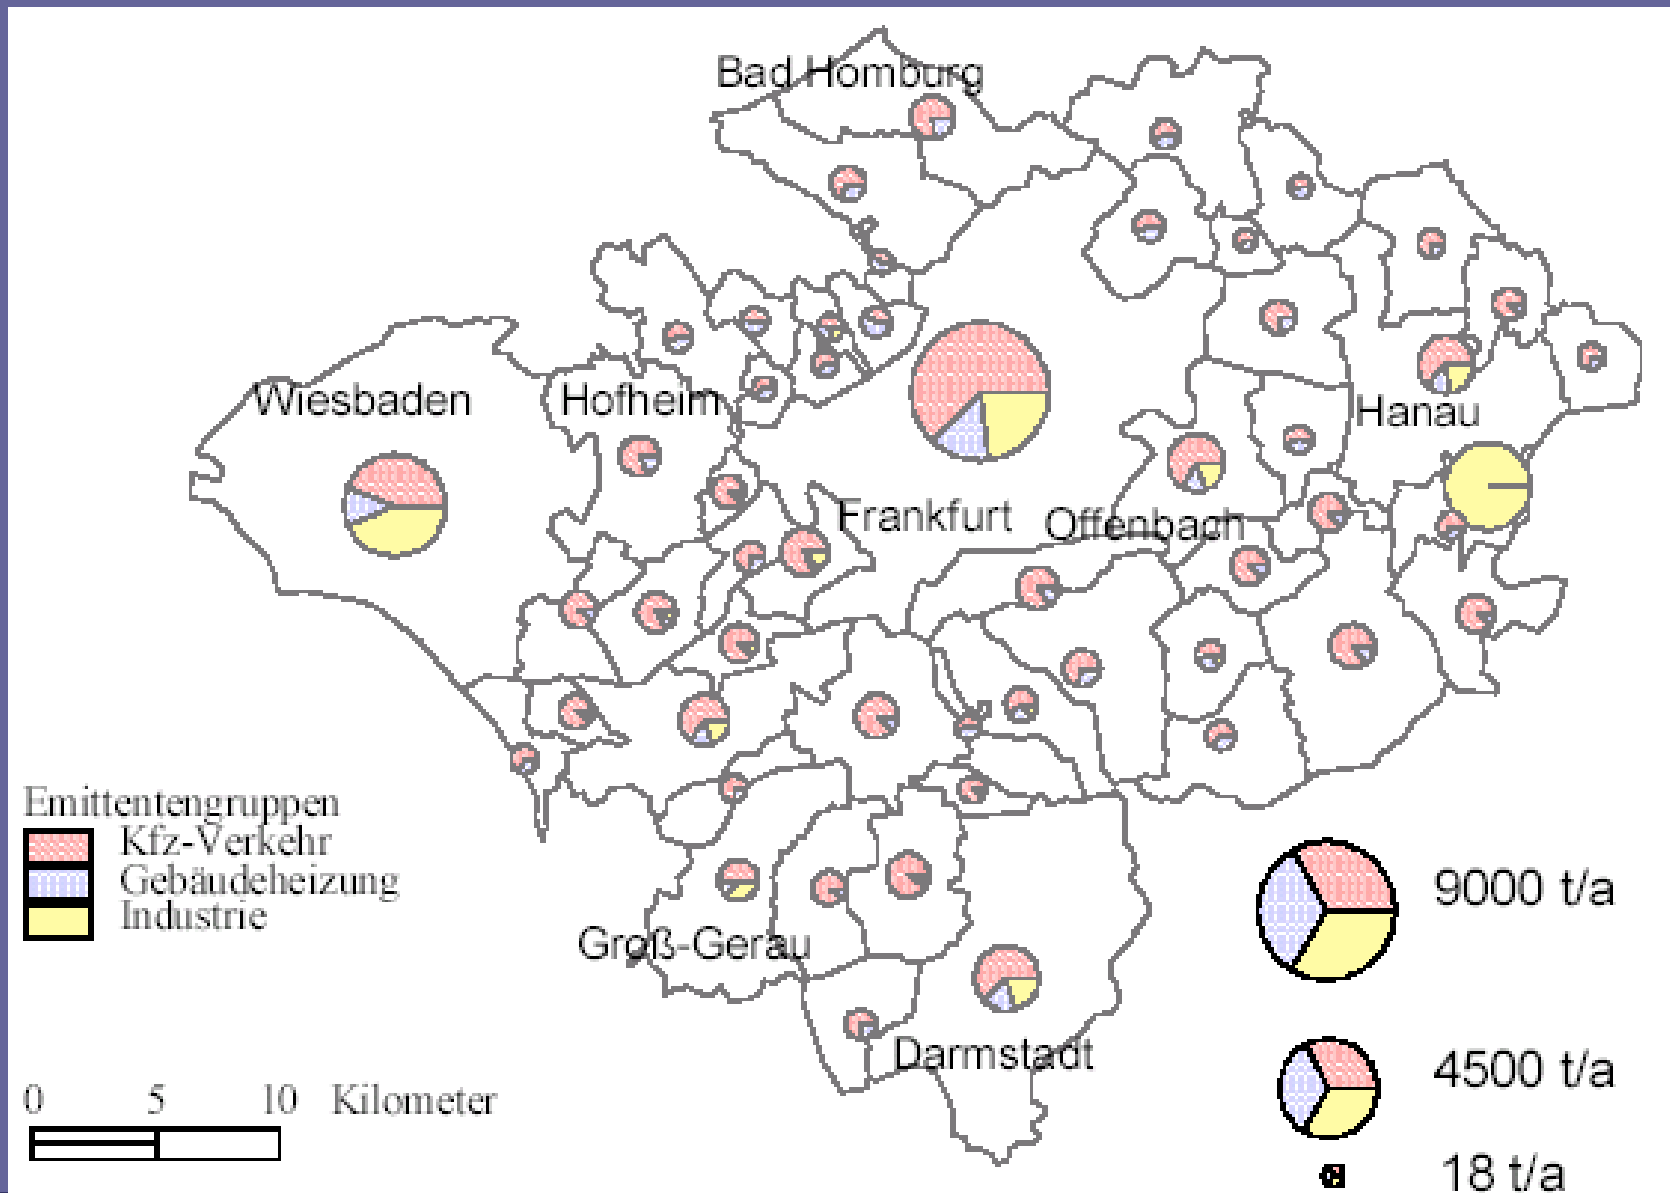 Bad Homburg
Wiesbaden
Hofheim
Hanau
Frankfurt
Offenbach
Groß-Gerau
Darmstadt
Emittentengruppen
Kfz-Verkehr
Gebäudeheizung
Industrie
9000 t/a
4500 t/a
18 t/a
0 5 10 Kilometer